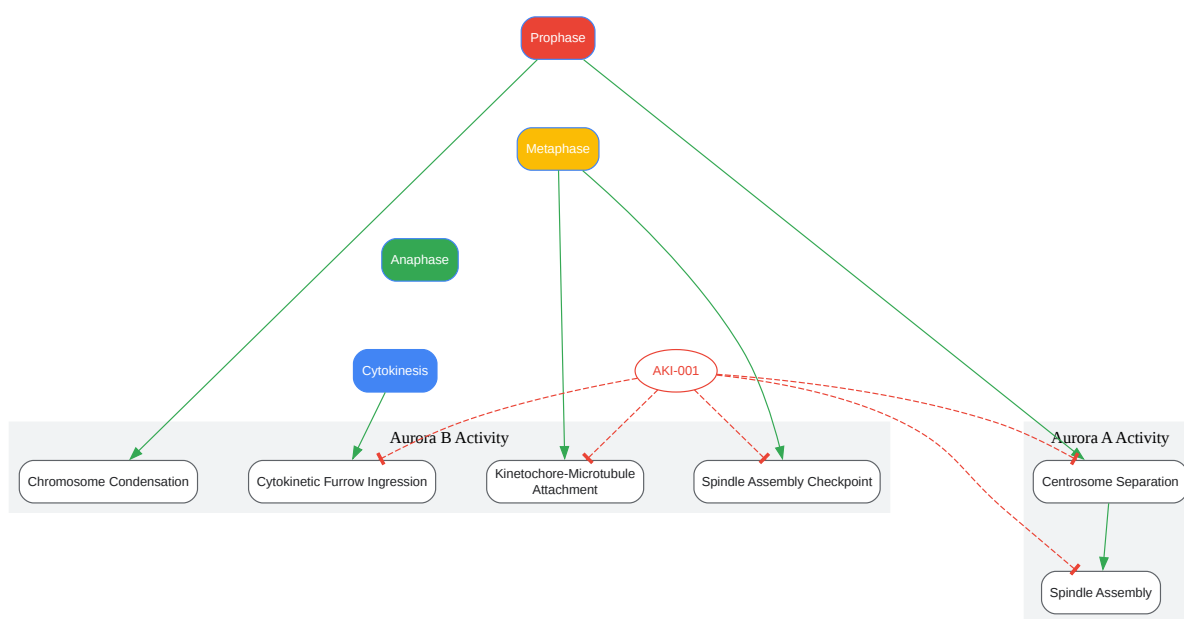 Prophase
Metaphase
Anaphase
Cytokinesis
AKI-001
Aurora B Activity
Aurora A Activity
Chromosome Condensation
Cytokinetic Furrow Ingression
Kinetochore-Microtubule
Attachment
Spindle Assembly Checkpoint
Centrosome Separation
Spindle Assembly